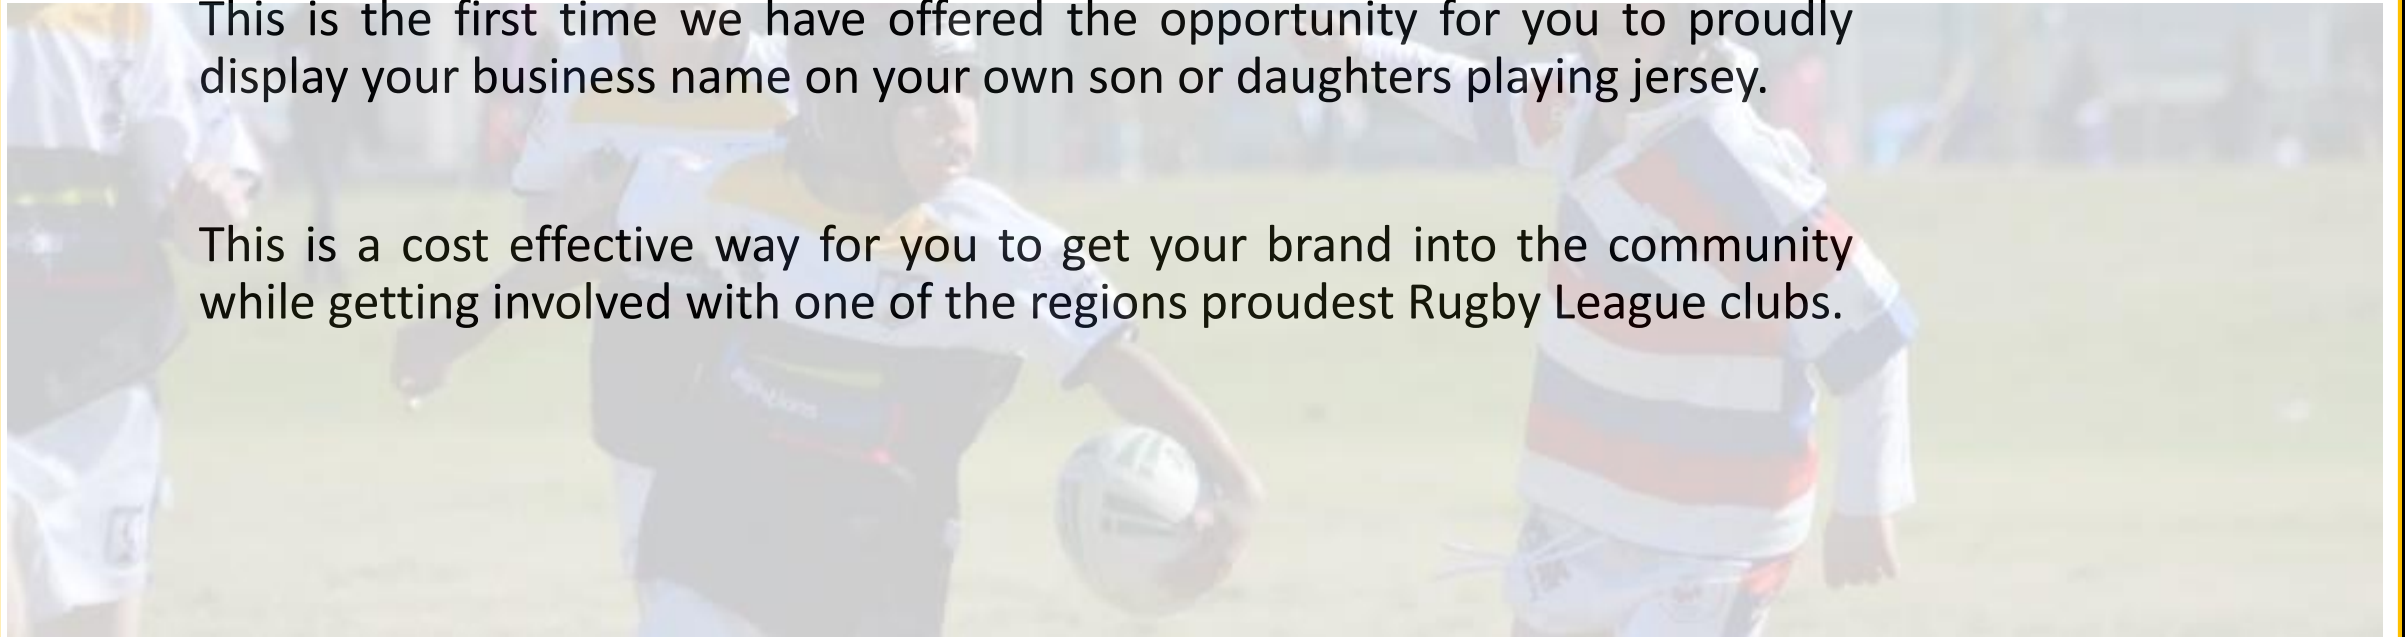 This is the first time we have offered the opportunity for you to proudly
display your business name on your own son or daughters playing jersey.
This is a cost effective way for you to get your brand into the community
while getting involved with one of the regions proudest Rugby League clubs.